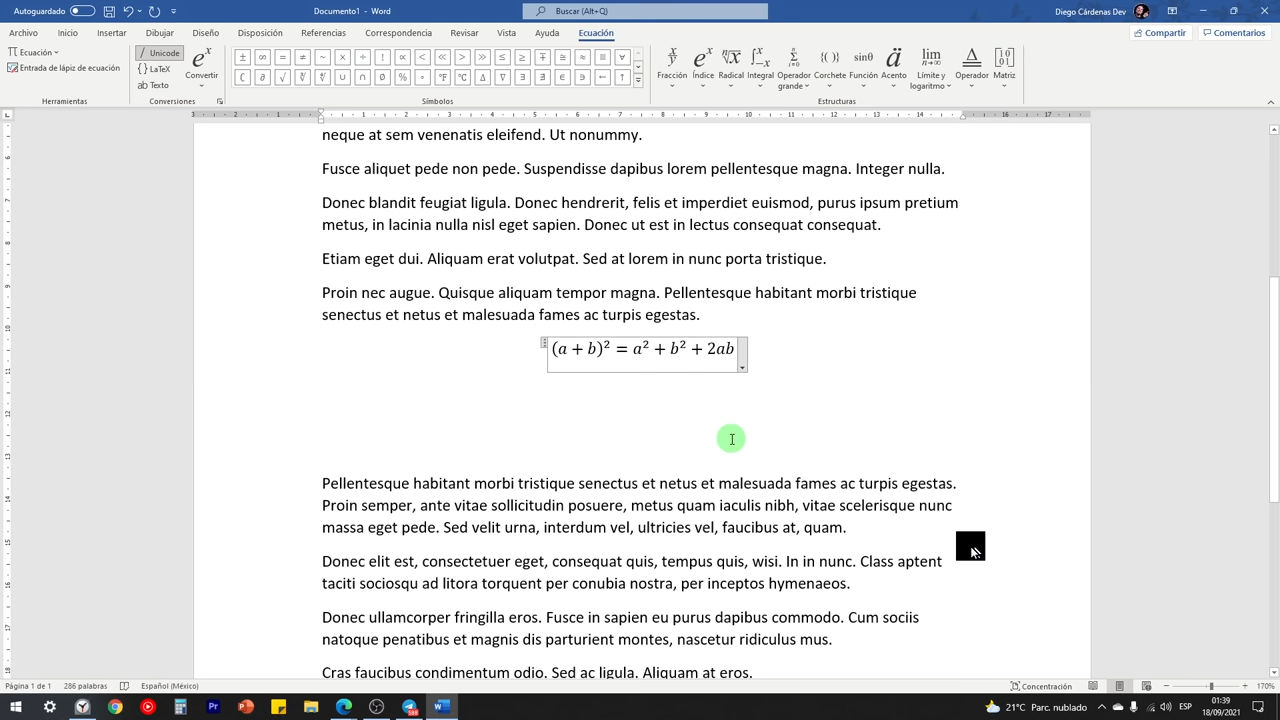 Autoguardado
Documento1 - Word
Buscar (Alt+Q)
Diego Cardenas Dev
Archivo Inicio Insertar Dibujar Diseño Disposición Referencias Correspondencia Revisar Vista Ayuda Ecuación
Compartir Comentarios
Ecuación
Entrada de lápiz de ecuación
Herramientas
Unicode
LaTeX
Texto
Convertir
Conversiones
Símbolos
Fracción Índice Radical Integral Operador grande Corchete Función Acento Límite y logaritmo Operador Matriz
Estructuras
neque at sem venenatis eleifend. Ut nonummy.
Fusce aliquet pede non pede. Suspendisse dapibus lorem pellentesque magna. Integer nulla.
Donec blandit feugiat ligula. Donec hendrerit, felis et imperdiet euismod, purus ipsum pretium
metus, in lacinia nulla nisl eget sapien. Donec ut est in lectus consequat consequat.
Etiam eget dui. Aliquam erat volutpat. Sed at lorem in nunc porta tristique.
Proin nec augue. Quisque aliquam tempor magna. Pellentesque habitant morbi tristique
senectus et netus et malesuada fames ac turpis egestas.
(a + b)² = a² + b² + 2ab
Pellentesque habitant morbi tristique senectus et netus et malesuada fames ac turpis egestas.
Proin semper, ante vitae sollicitudin posuere, metus quam iaculis nibh, vitae scelerisque nunc
massa eget pede. Sed velit urna, interdum vel, ultricies vel, faucibus at, quam.
Donec elit est, consectetuer eget, consequat quis, tempus quis, wisi. In in nunc. Class aptent
taciti sociosqu ad litora torquent per conubia nostra, per inceptos hymenaeos.
Donec ullamcorper fringilla eros. Fusce in sapien eu purus dapibus commodo. Cum sociis
natoque penatibus et magnis dis parturient montes, nascetur ridiculus mus.
Cras faucibus condimentum odio. Sed ac ligula. Aliquam at eros.
Página 1 de 1 286 palabras Español (México) Concentración 170%
21°C Parc. nublado ESP 01:39
18/09/2021